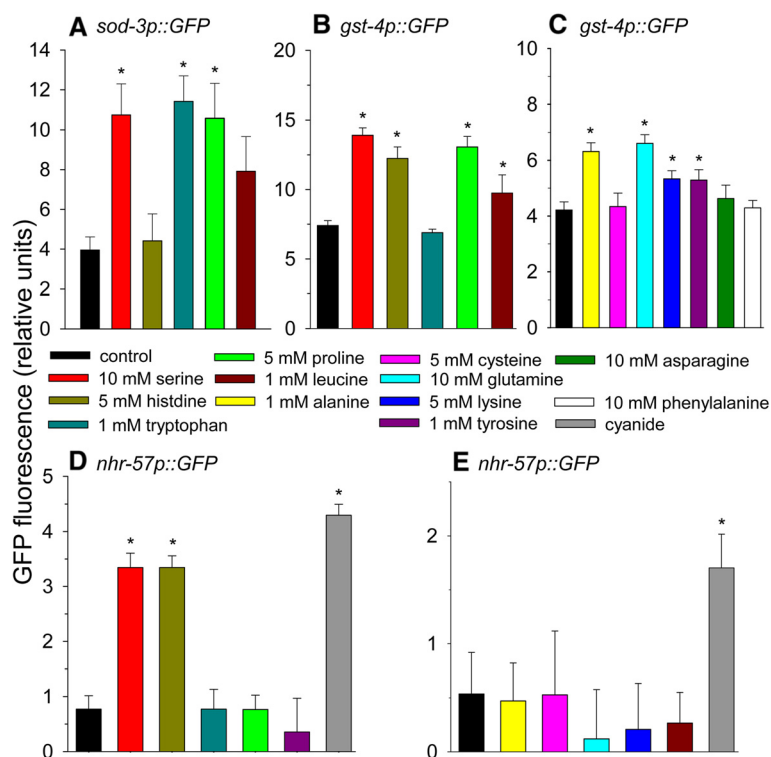 A sod-3p::GFP
B gst-4p::GFP
C gst-4p::GFP
GFP fluorescence (relative units)
14
12
10
8
6
4
2
0
* * *
20
15
10
5
0
* * * *
10
8
6
4
2
0
* * * *
control
10 mM serine
5 mM histdine
1 mM tryptophan
5 mM proline
1 mM leucine
1 mM alanine
5 mM cysteine
10 mM glutamine
5 mM lysine
1 mM tyrosine
10 mM asparagine
10 mM phenylalanine
cyanide
D nhr-57p::GFP
5
4
3
2
1
0
* * *
E nhr-57p::GFP
2
1
0
*